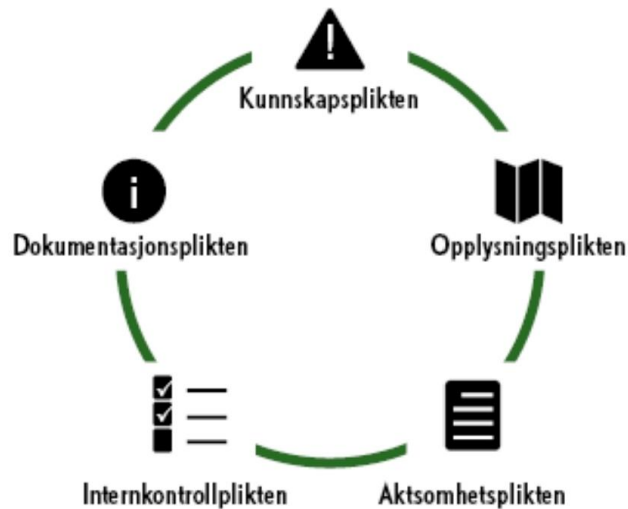 Kunnskapsplikten
Dokumentasjonsplikten
Opplysningsplikten
Internkontrollplikten
Aktsomhetsplikten